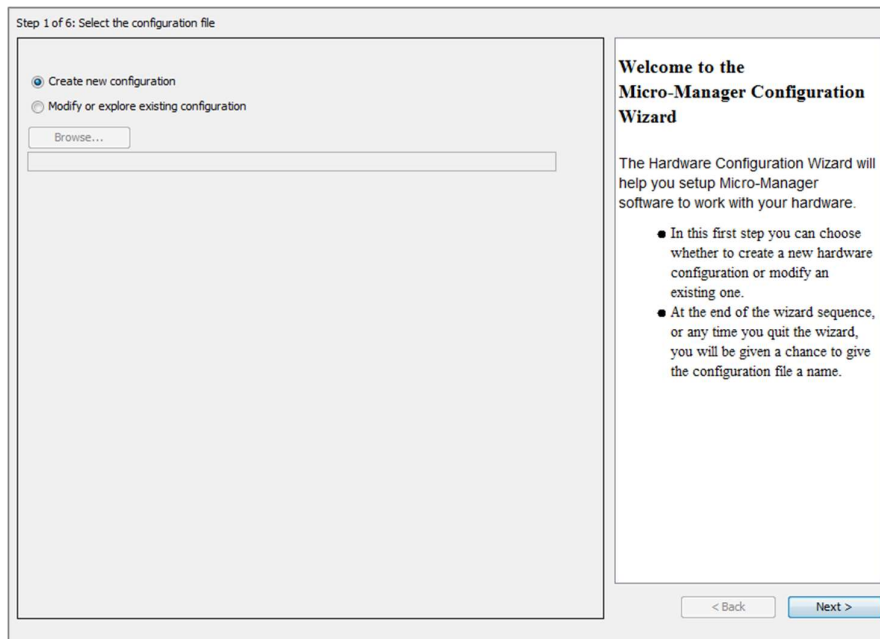 Step 1 of 6: Select the configuration file
Create new configuration
Modify or explore existing configuration
Browse...
Welcome to the
Micro-Manager Configuration
Wizard
The Hardware Configuration Wizard will
help you setup Micro-Manager
software to work with your hardware.
In this first step you can choose
whether to create a new hardware
configuration or modify an
existing one.
At the end of the wizard sequence,
or any time you quit the wizard,
you will be given a chance to give
the configuration file a name.
< Back
Next >